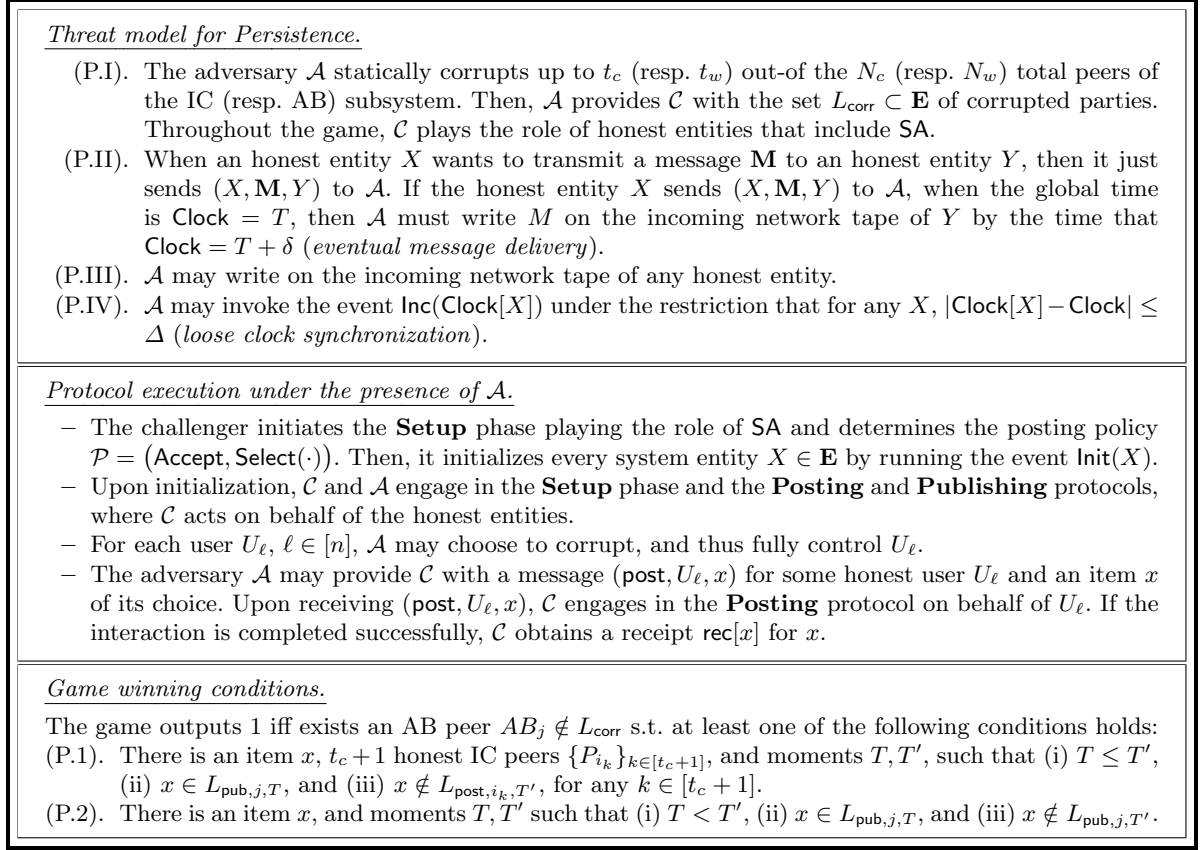 Threat model for Persistence.
(P.I). The adversary 𝒜 statically corrupts up to t_c (resp. t_w) out-of the N_c (resp. N_w) total peers of
the IC (resp. AB) subsystem. Then, 𝒜 provides 𝒞 with the set L_corr ⊂ E of corrupted parties.
Throughout the game, 𝒞 plays the role of honest entities that include SA.
(P.II). When an honest entity X wants to transmit a message M to an honest entity Y, then it just
sends (X, M, Y) to 𝒜. If the honest entity X sends (X, M, Y) to 𝒜, when the global time
is Clock = T, then 𝒜 must write M on the incoming network tape of Y by the time that
Clock = T + δ (eventual message delivery).
(P.III). 𝒜 may write on the incoming network tape of any honest entity.
(P.IV). 𝒜 may invoke the event Inc(Clock[X]) under the restriction that for any X, |Clock[X]−Clock| ≤
Δ (loose clock synchronization).
Protocol execution under the presence of 𝒜.
– The challenger initiates the Setup phase playing the role of SA and determines the posting policy
𝒫 = (Accept, Select(·)). Then, it initializes every system entity X ∈ E by running the event Init(X).
– Upon initialization, 𝒞 and 𝒜 engage in the Setup phase and the Posting and Publishing protocols,
where 𝒞 acts on behalf of the honest entities.
– For each user U_ℓ, ℓ ∈ [n], 𝒜 may choose to corrupt, and thus fully control U_ℓ.
– The adversary 𝒜 may provide 𝒞 with a message (post, U_ℓ, x) for some honest user U_ℓ and an item x
of its choice. Upon receiving (post, U_ℓ, x), 𝒞 engages in the Posting protocol on behalf of U_ℓ. If the
interaction is completed successfully, 𝒞 obtains a receipt rec[x] for x.
Game winning conditions.
The game outputs 1 iff exists an AB peer AB_j ∉ L_corr s.t. at least one of the following conditions holds:
(P.1). There is an item x, t_c + 1 honest IC peers {P_{i_k}}_{k∈[t_c+1]}, and moments T, T′, such that (i) T ≤ T′,
(ii) x ∈ L_{pub,j,T}, and (iii) x ∉ L_{post,i_k,T′}, for any k ∈ [t_c + 1].
(P.2). There is an item x, and moments T, T′ such that (i) T < T′, (ii) x ∈ L_{pub,j,T}, and (iii) x ∉ L_{pub,j,T′}.